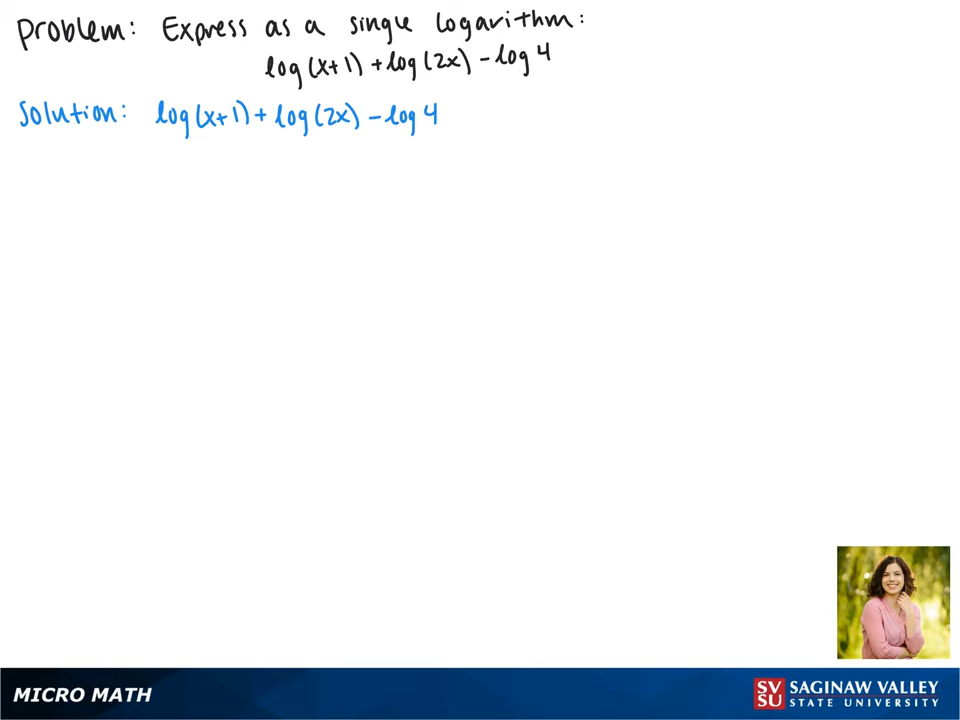 Problem: Express as a single logarithm:
log(x+1) + log(2x) - log 4
Solution: log(x+1) + log(2x) - log 4
MICRO MATH
SV SU SAGINAW VALLEY STATE UNIVERSITY